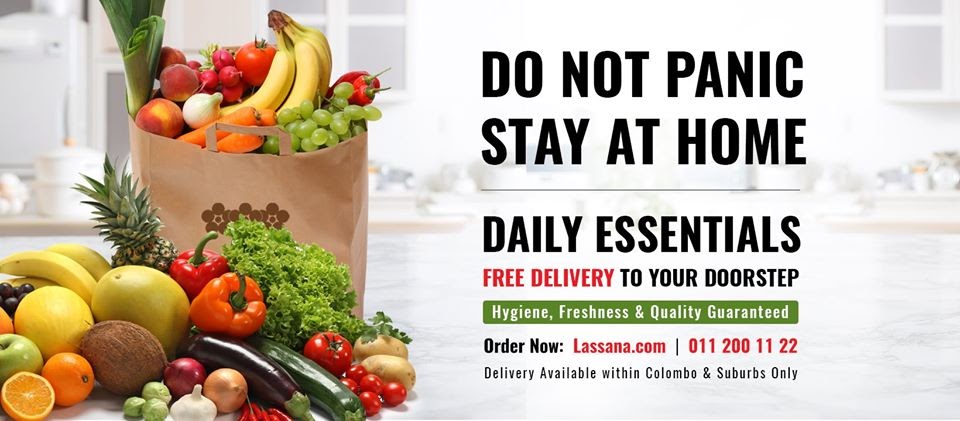 DO NOT PANIC
STAY AT HOME
DAILY ESSENTIALS
FREE DELIVERY TO YOUR DOORSTEP
Hygiene, Freshness & Quality Guaranteed
Order Now: Lassana.com | 011 200 11 22
Delivery Available within Colombo & Suburbs Only